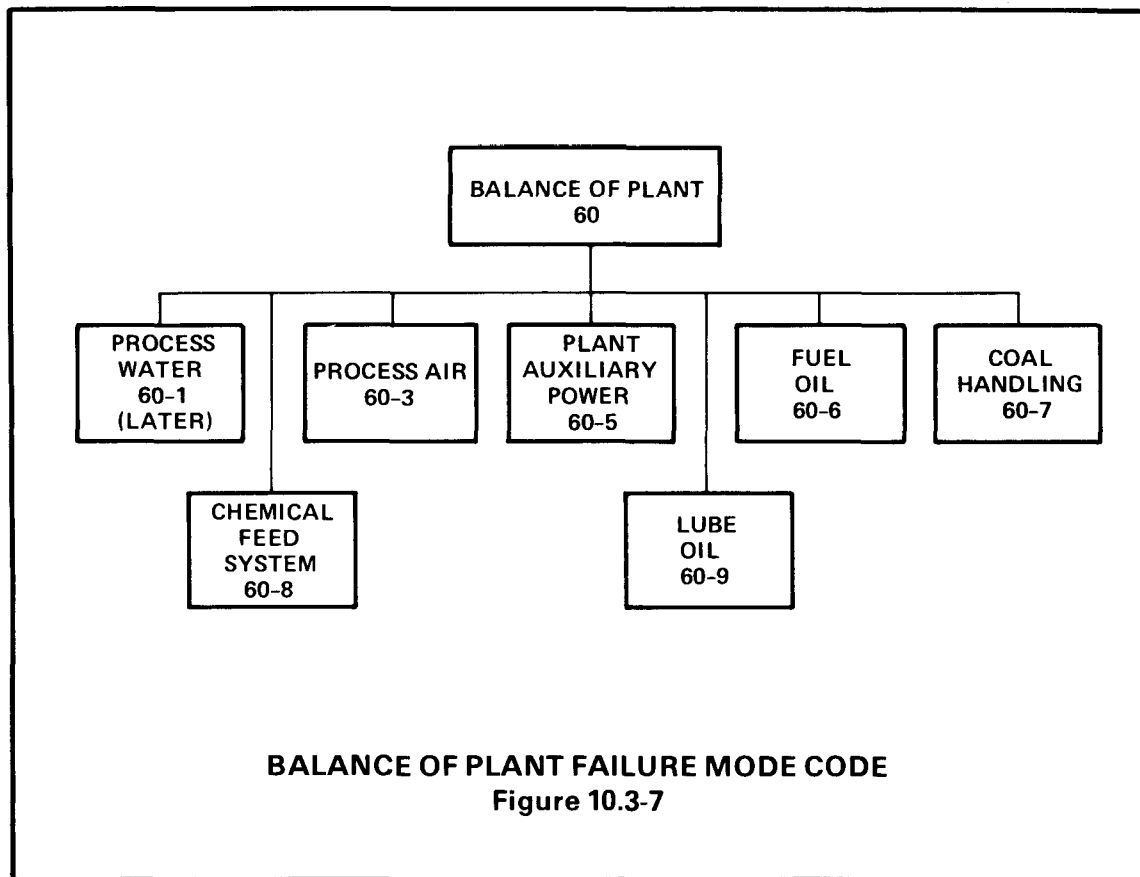 BALANCE OF PLANT
60
PROCESS
WATER
60-1
(LATER)
PROCESS AIR
60-3
PLANT
AUXILIARY
POWER
60-5
FUEL
OIL
60-6
COAL
HANDLING
60-7
CHEMICAL
FEED
SYSTEM
60-8
LUBE
OIL
60-9
BALANCE OF PLANT FAILURE MODE CODE
Figure 10.3-7